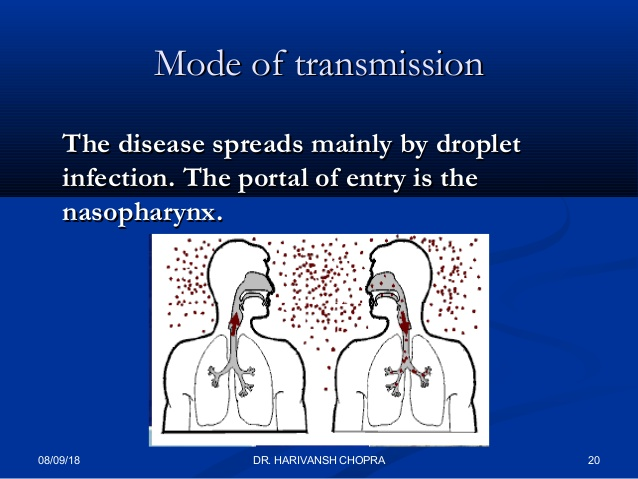 Mode of transmission
The disease spreads mainly by droplet
infection. The portal of entry is the
nasopharynx.
08/09/18
DR. HARIVANSH CHOPRA
20